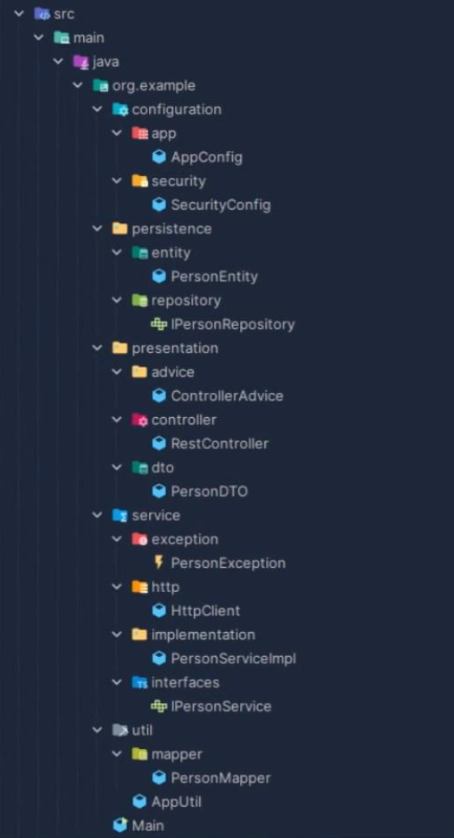 src
main
java
org.example
configuration
app
AppConfig
security
SecurityConfig
persistence
entity
PersonEntity
repository
IPersonRepository
presentation
advice
ControllerAdvice
controller
RestController
dto
PersonDTO
service
exception
PersonException
http
HttpClient
implementation
PersonServiceImpl
interfaces
IPersonService
util
mapper
PersonMapper
AppUtil
Main